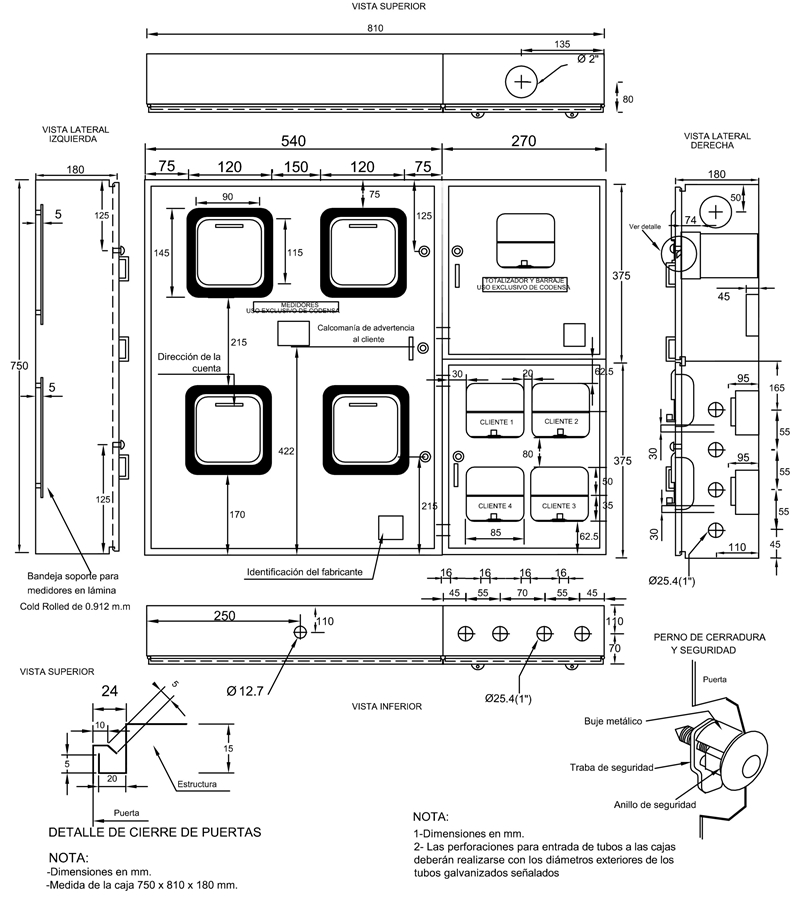 VISTA SUPERIOR
810
135
Ø 2"
80
VISTA LATERAL
IZQUIERDA
180
5
125
750
5
125
Bandeja soporte para
medidores en lámina
Cold Rolled de 0.912 m.m
540
270
75
120
150
120
75
90
75
125
145
115
MEDIDORES
USO EXCLUSIVO DE CODENSA
215
Calcomanía de advertencia
al cliente
Dirección de la
cuenta
422
170
215
Identificación del fabricante
TOTALIZADOR Y BARRAJE
USO EXCLUSIVO DE CODENSA
375
30
20
62.5
CLIENTE 1
CLIENTE 2
80
375
50
CLIENTE 4
CLIENTE 3
35
85
62.5
VISTA LATERAL
DERECHA
180
50
74
Ver detalle
45
95
165
55
30
95
55
55
30
45
110
Ø25.4(1")
16
16
16
16
45
55
70
55
45
250
110
110
70
Ø 12.7
Ø25.4(1")
VISTA INFERIOR
VISTA SUPERIOR
24
5
10
5
15
20
Estructura
Puerta
DETALLE DE CIERRE DE PUERTAS
NOTA:
-Dimensiones en mm.
-Medida de la caja 750 x 810 x 180 mm.
PERNO DE CERRADURA
Y SEGURIDAD
Puerta
Buje metálico
Traba de seguridad
Anillo de seguridad
NOTA:
1-Dimensiones en mm.
2- Las perforaciones para entrada de tubos a las cajas
deberán realizarse con los diámetros exteriores de los
tubos galvanizados señalados